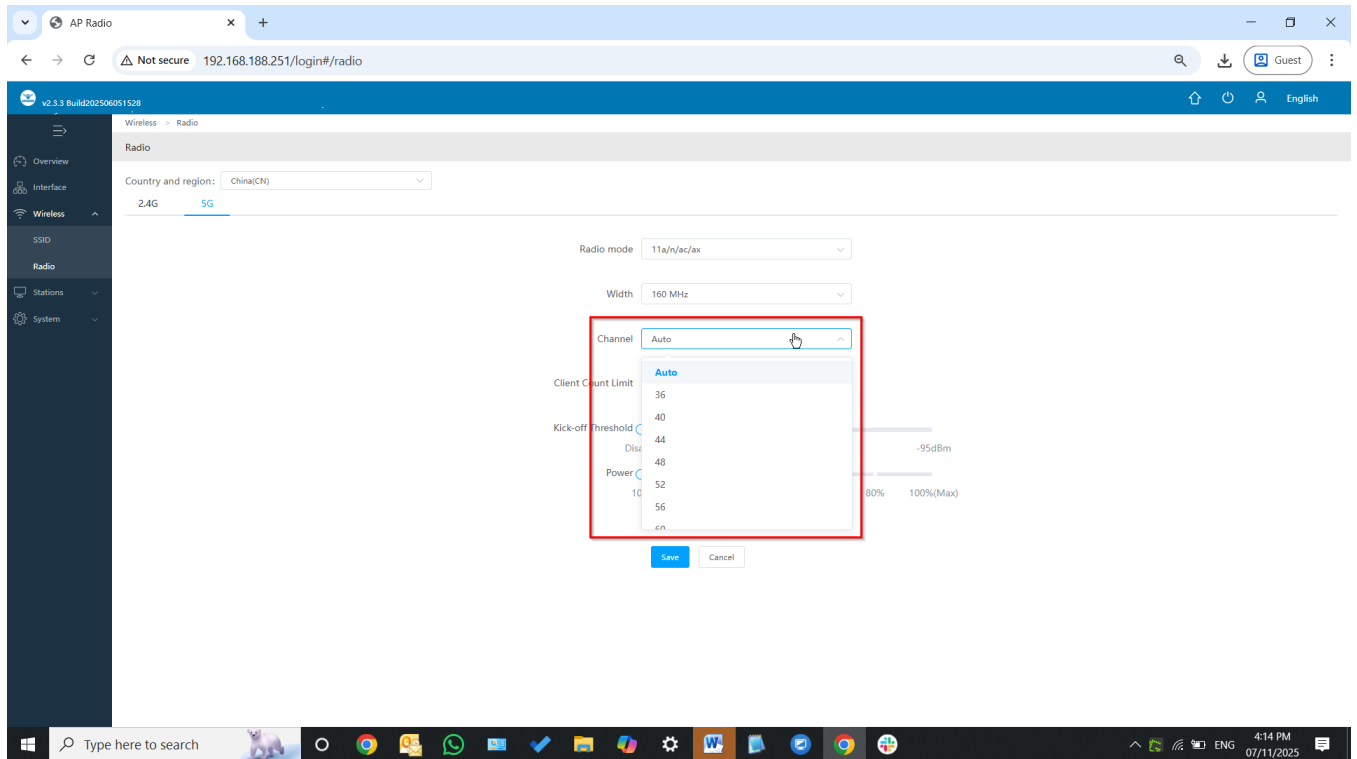 AP Radio
Not secure 192.168.188.251/login#/radio
Guest
v2.3.3 Build202506051528
English
Wireless > Radio
Radio
Overview
Interface
Wireless
SSID
Radio
Stations
System
Country and region: China(CN)
2.4G 5G
Radio mode 11a/n/ac/ax
Width 160 MHz
Channel Auto
Auto
36
40
44
48
52
56
60
Client Count Limit
Kick-off Threshold
-95dBm
Power
10
80% 100%(Max)
Save Cancel
Type here to search
ENG
4:14 PM
07/11/2025